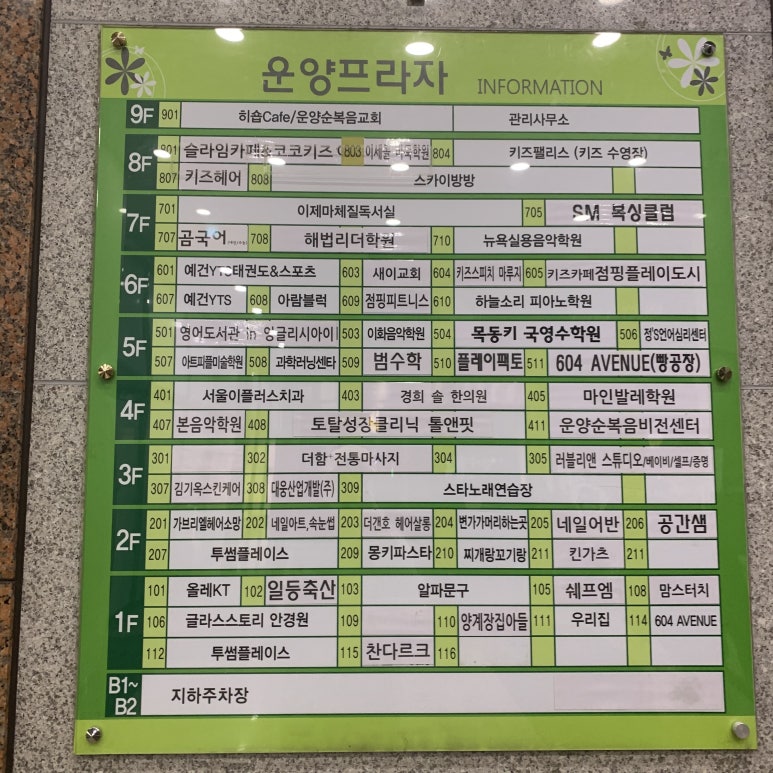 운양프라자 INFORMATION
9F 901 히숍Cafe/운양순복음교회 관리사무소
8F 801 슬라임카페&코코키즈 803 804 키즈팰리스 (키즈 수영장)
807 키즈헤어 808 스카이방방
7F 701 이제마체질독서실 705 SM 복싱클럽
707 곰국어 708 해법리더학원 710 뉴욕실용음악학원
6F 601 예건YTS태권도&스포츠 603 새이교회 604 키즈스피치 마루지 605 키즈카페점핑플레이도시
607 예건YTS 608 아람블럭 609 점핑피트니스 610 하늘소리 피아노학원
5F 501 영어도서관 in 잉글리시아이 503 이화음악학원 504 목동키 국영수학원 506 정'S언어심리센터
507 아트피플미술학원 508 과학러닝센타 509 범수학 510 플레이팩토 511 604 AVENUE(빵공장)
4F 401 서울이플러스치과 403 경희 솔 한의원 405 마인발레학원
407 본음악학원 408 토탈성장클리닉 톨앤핏 411 운양순복음비전센터
3F 301 302 더함+전통마사지 304 305 러블리앤 스튜디오/베이비/셀프/증명
307 김기옥스킨케어 308 대웅산업개발(주) 309 스타노래연습장
2F 201 가브리엘헤어소망 202 네일아트,속눈썹 203 더갠호 헤어살롱 204 변가가머리하는곳 205 네일어반 206 공간샘
207 투썸플레이스 209 몽키파스타 210 찌개랑꼬기랑 211 킨가츠 211
1F 101 올레KT 102 일등축산 103 알파문구 105 쉐프엠 108 맘스터치
106 글라스스토리 안경원 109 110 양계장집아들 111 우리집 114 604 AVENUE
112 투썸플레이스 115 찬다르크 116
B1~
B2 지하주차장